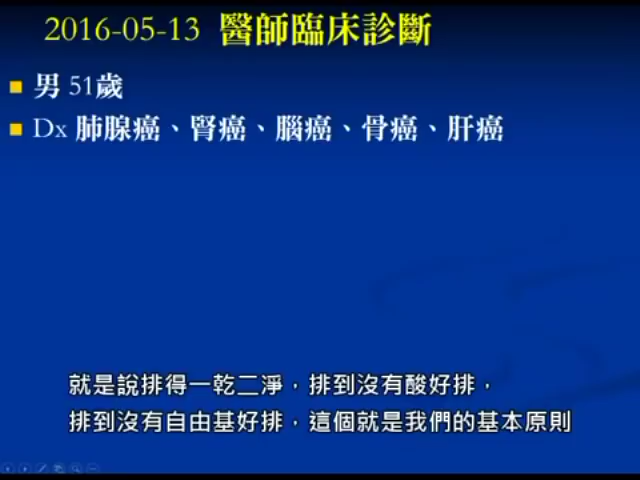 2016-05-13 醫師臨床診斷
男 51歲
Dx 肺腺癌、腎癌、腦癌、骨癌、肝癌
就是說排得一乾二淨，排到沒有酸好排，
排到沒有自由基好排，這個就是我們的基本原則